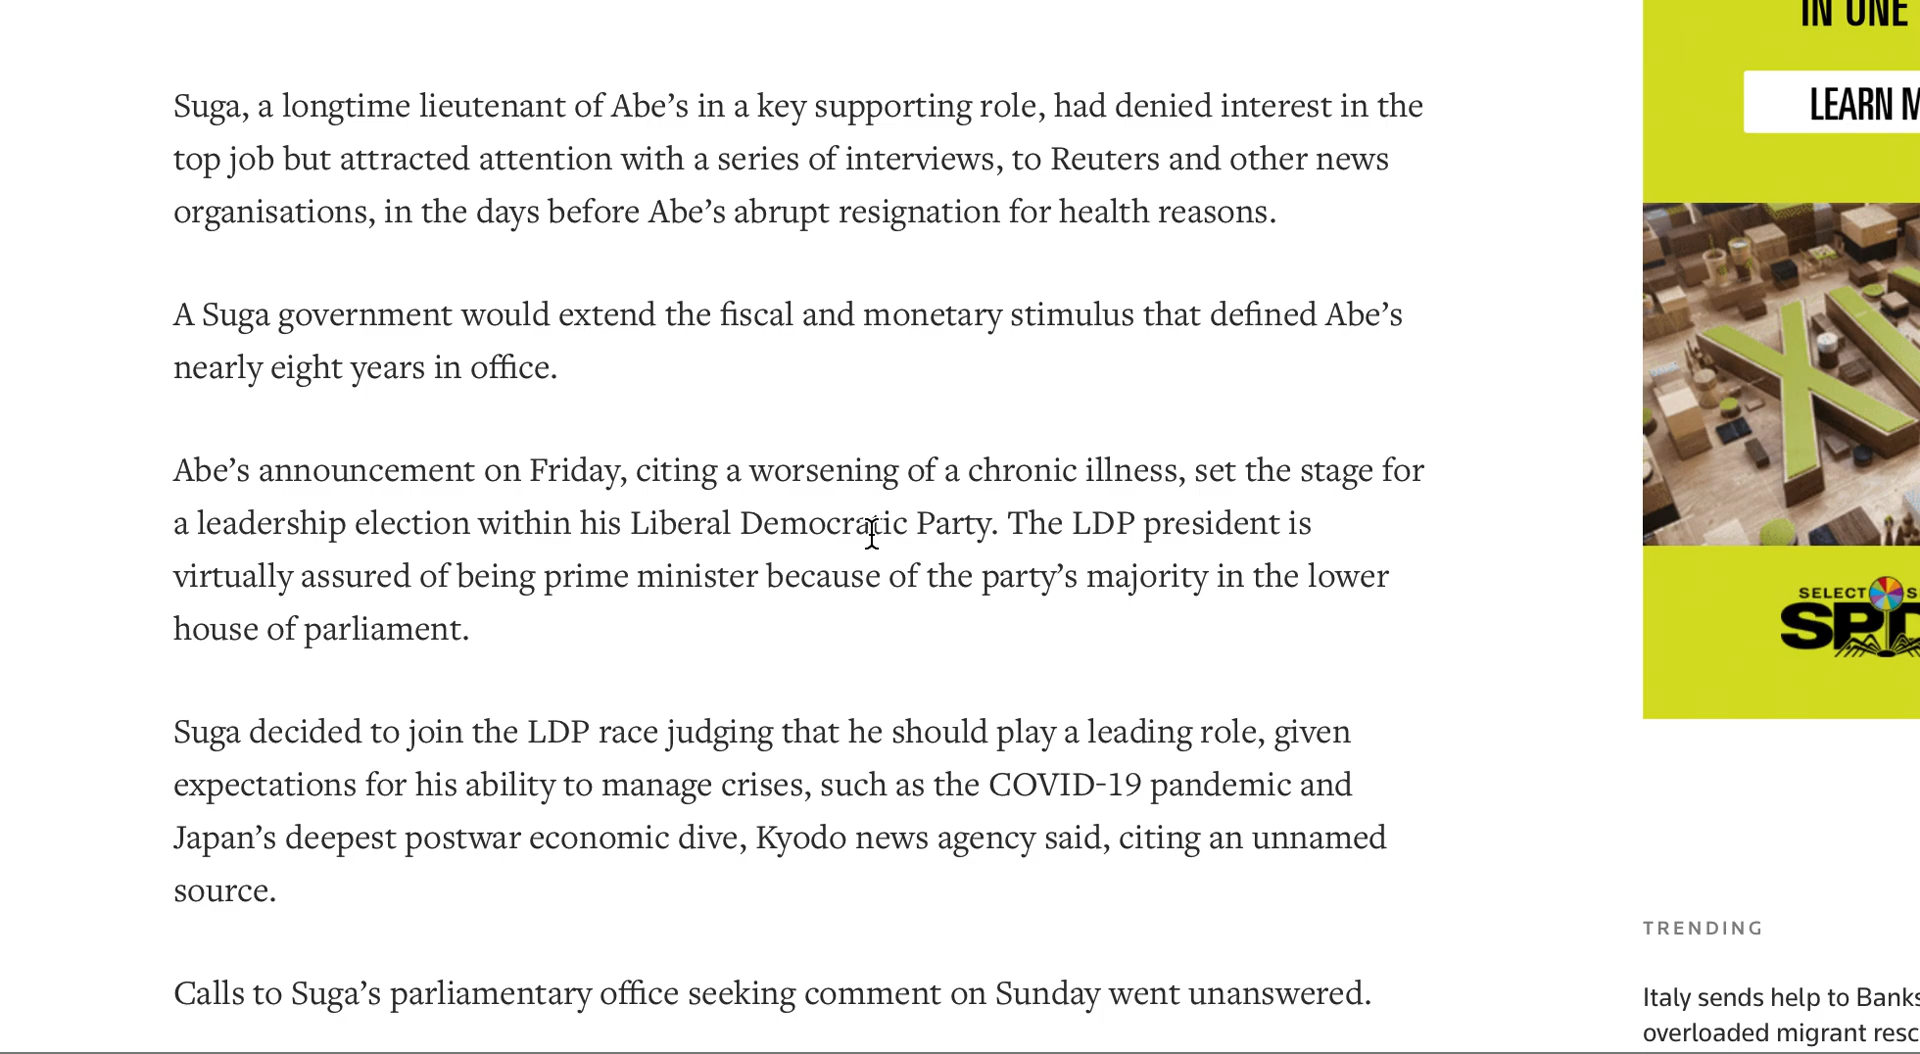 IN ONE
LEARN
Suga, a longtime lieutenant of Abe’s in a key supporting role, had denied interest in the
top job but attracted attention with a series of interviews, to Reuters and other news
organisations, in the days before Abe’s abrupt resignation for health reasons.
A Suga government would extend the fiscal and monetary stimulus that defined Abe’s
nearly eight years in office.
Abe’s announcement on Friday, citing a worsening of a chronic illness, set the stage for
a leadership election within his Liberal Democratic Party. The LDP president is
virtually assured of being prime minister because of the party’s majority in the lower
house of parliament.
Suga decided to join the LDP race judging that he should play a leading role, given
expectations for his ability to manage crises, such as the COVID-19 pandemic and
Japan’s deepest postwar economic dive, Kyodo news agency said, citing an unnamed
source.
Calls to Suga’s parliamentary office seeking comment on Sunday went unanswered.
SELECT
TRENDING
Italy sends help to
overloaded migrant